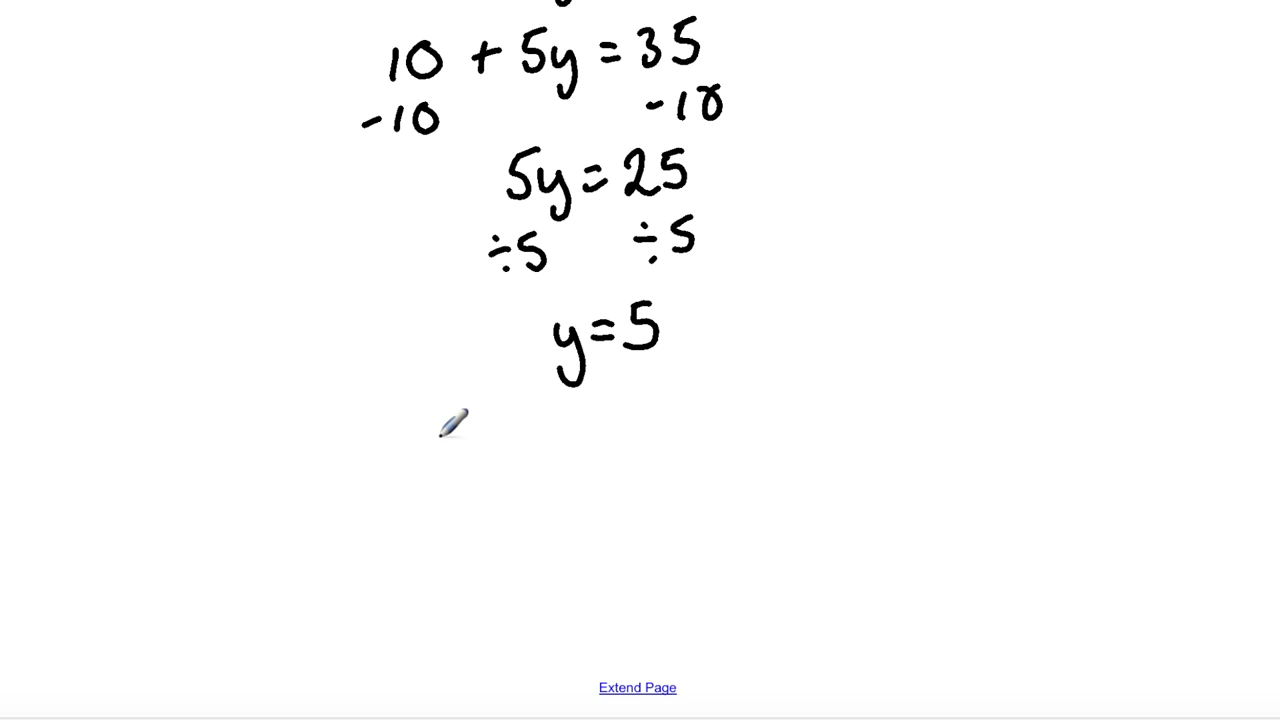 10 + 5y = 35
-10 -10
5y = 25
÷5 ÷5
y = 5
Extend Page